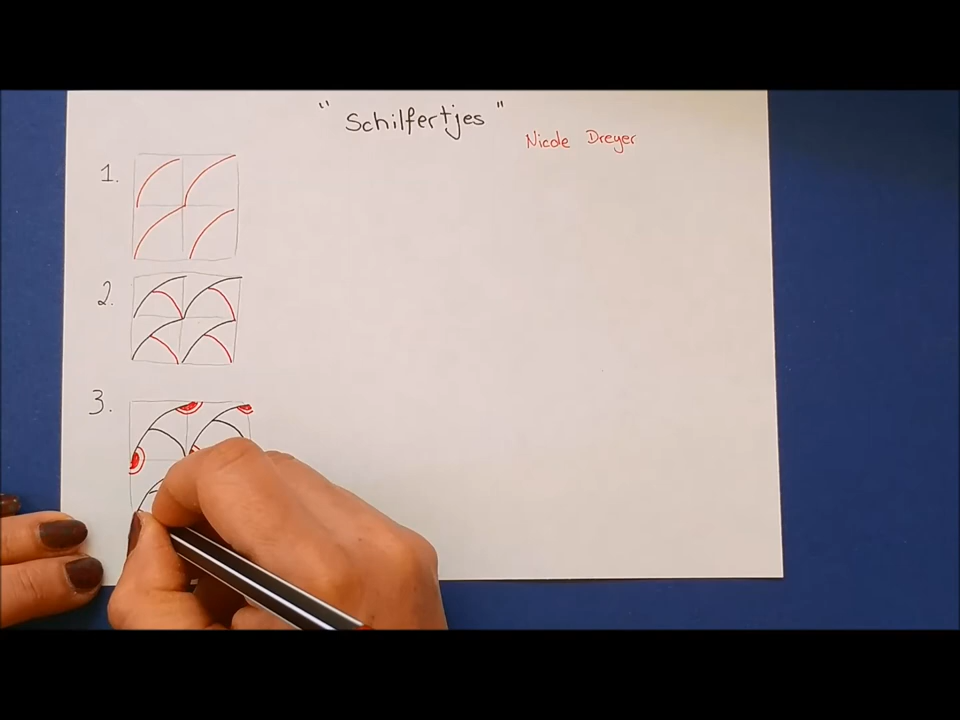 " Schilfertjes "
Nicole Dreyer
1.
2.
3.